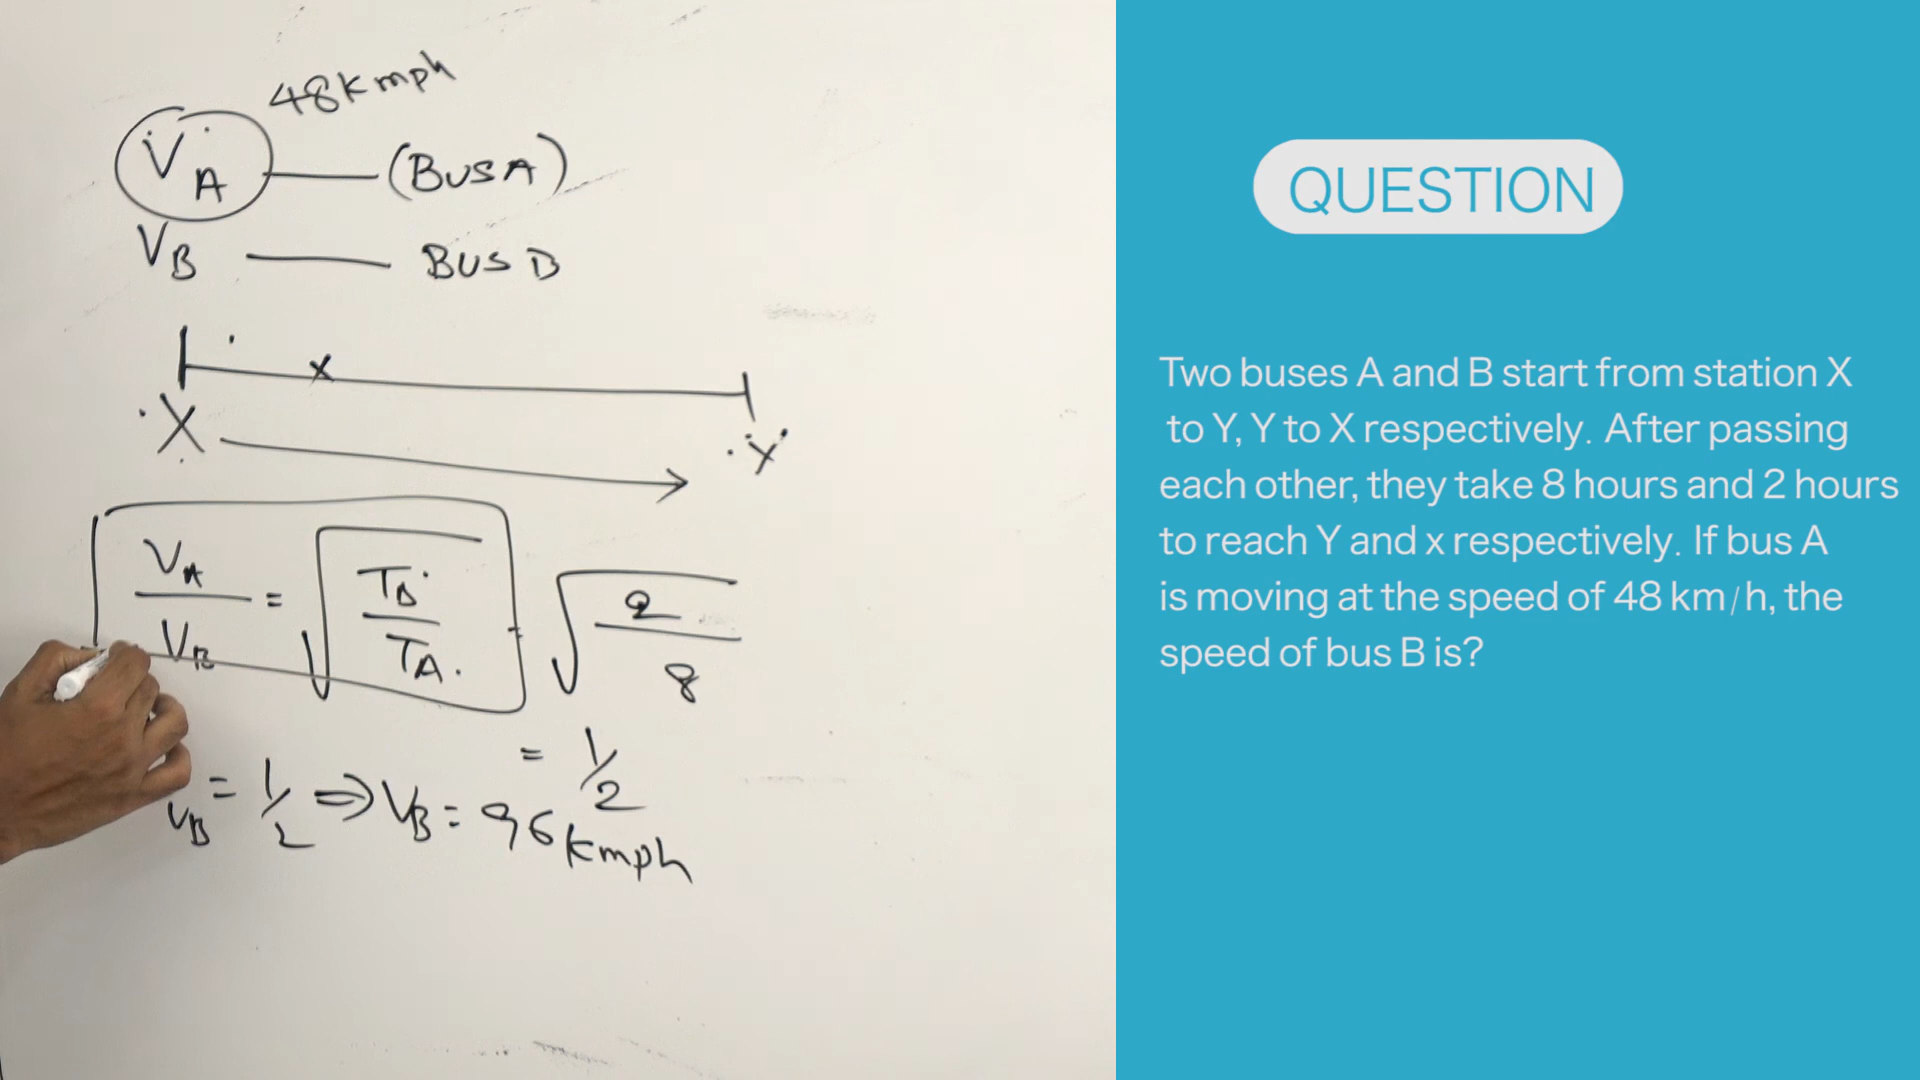 48Kmph
VA (BUS A)
VB BUS B
x
X Y
VA / VB = √ TB / TA = √ 2 / 8
= 1/2
VB = 1/2 ⇒ VB = 96 Kmph
QUESTION
Two buses A and B start from station X
to Y, Y to X respectively. After passing
each other, they take 8 hours and 2 hours
to reach Y and x respectively. If bus A
is moving at the speed of 48 km/h, the
speed of bus B is?